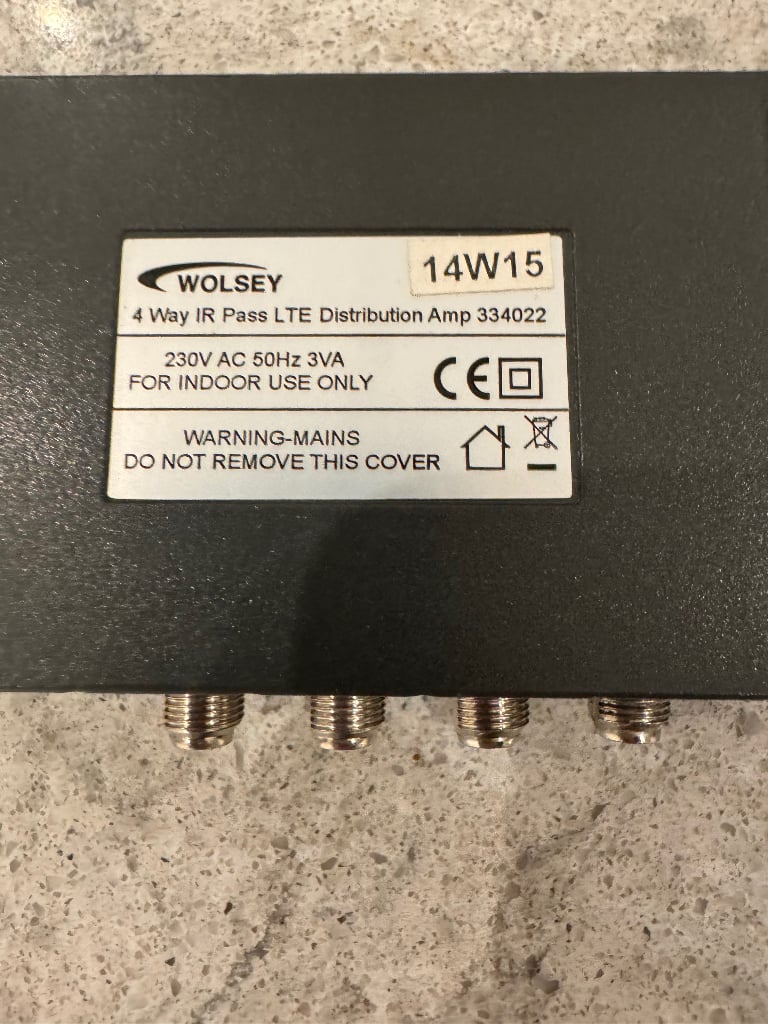 WOLSEY
14W15
4 Way IR Pass LTE Distribution Amp 334022
230V AC 50Hz 3VA
FOR INDOOR USE ONLY
CE
WARNING-MAINS
DO NOT REMOVE THIS COVER